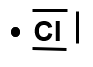 • Cl |